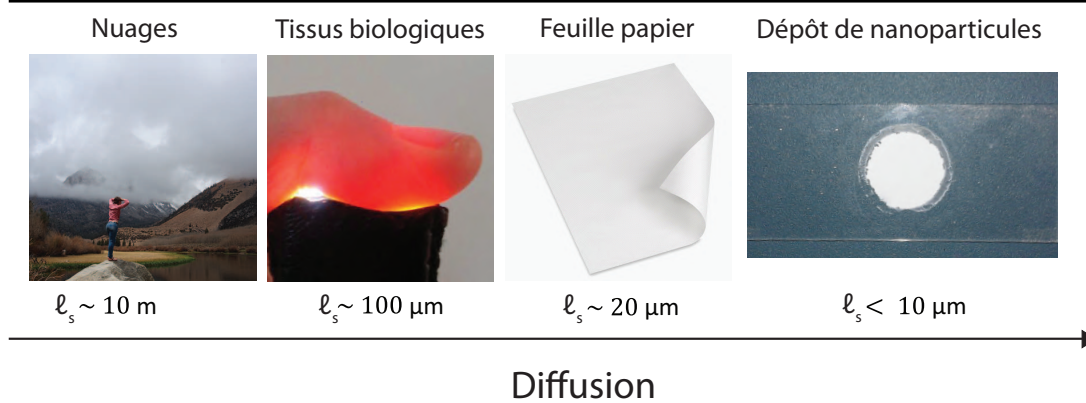 Nuages
Tissus biologiques
Feuille papier
Dépôt de nanoparticules
ℓs ~ 10 m
ℓs ~ 100 μm
ℓs ~ 20 μm
ℓs < 10 μm
Diffusion